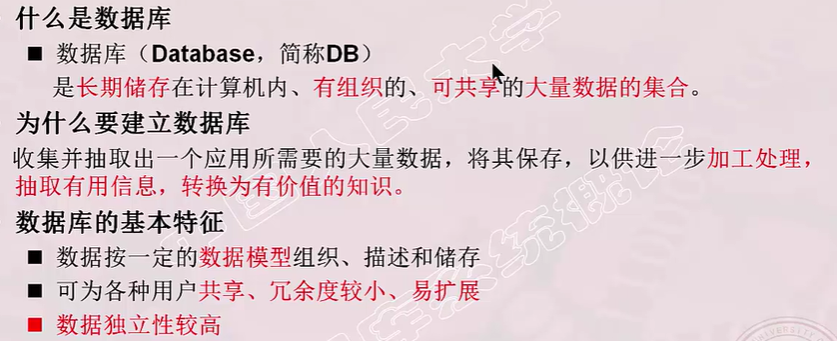 什么是数据库
■ 数据库（Database，简称DB）
是长期储存在计算机内、有组织的、可共享的大量数据的集合。
为什么要建立数据库
收集并抽取出一个应用所需要的大量数据，将其保存，以供进一步加工处理，
抽取有用信息，转换为有价值的知识。
数据库的基本特征
■ 数据按一定的数据模型组织、描述和储存
■ 可为各种用户共享、冗余度较小、易扩展
■ 数据独立性较高